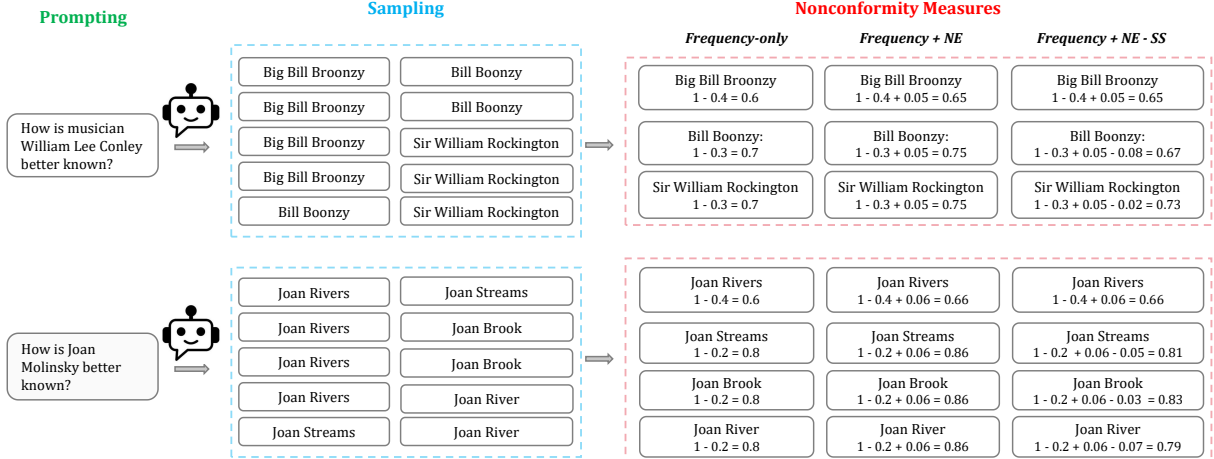 Prompting
Sampling
Nonconformity Measures
Frequency-only
Frequency + NE
Frequency + NE - SS
How is musician
William Lee Conley
better known?
Big Bill Broonzy
Bill Boonzy
Big Bill Broonzy
Bill Boonzy
Big Bill Broonzy
Sir William Rockington
Big Bill Broonzy
Sir William Rockington
Bill Boonzy
Sir William Rockington
Big Bill Broonzy
1 - 0.4 = 0.6
Big Bill Broonzy
1 - 0.4 + 0.05 = 0.65
Big Bill Broonzy
1 - 0.4 + 0.05 = 0.65
Bill Boonzy:
1 - 0.3 = 0.7
Bill Boonzy:
1 - 0.3 + 0.05 = 0.75
Bill Boonzy:
1 - 0.3 + 0.05 - 0.08 = 0.67
Sir William Rockington
1 - 0.3 = 0.7
Sir William Rockington
1 - 0.3 + 0.05 = 0.75
Sir William Rockington
1 - 0.3 + 0.05 - 0.02 = 0.73
How is Joan
Molinsky better
known?
Joan Rivers
Joan Streams
Joan Rivers
Joan Brook
Joan Rivers
Joan Brook
Joan Rivers
Joan River
Joan Streams
Joan River
Joan Rivers
1 - 0.4 = 0.6
Joan Rivers
1 - 0.4 + 0.06 = 0.66
Joan Rivers
1 - 0.4 + 0.06 = 0.66
Joan Streams
1 - 0.2 = 0.8
Joan Streams
1 - 0.2 + 0.06 = 0.86
Joan Streams
1 - 0.2 + 0.06 - 0.05 = 0.81
Joan Brook
1 - 0.2 = 0.8
Joan Brook
1 - 0.2 + 0.06 = 0.86
Joan Brook
1 - 0.2 + 0.06 - 0.03 = 0.83
Joan River
1 - 0.2 = 0.8
Joan River
1 - 0.2 + 0.06 = 0.86
Joan River
1 - 0.2 + 0.06 - 0.07 = 0.79